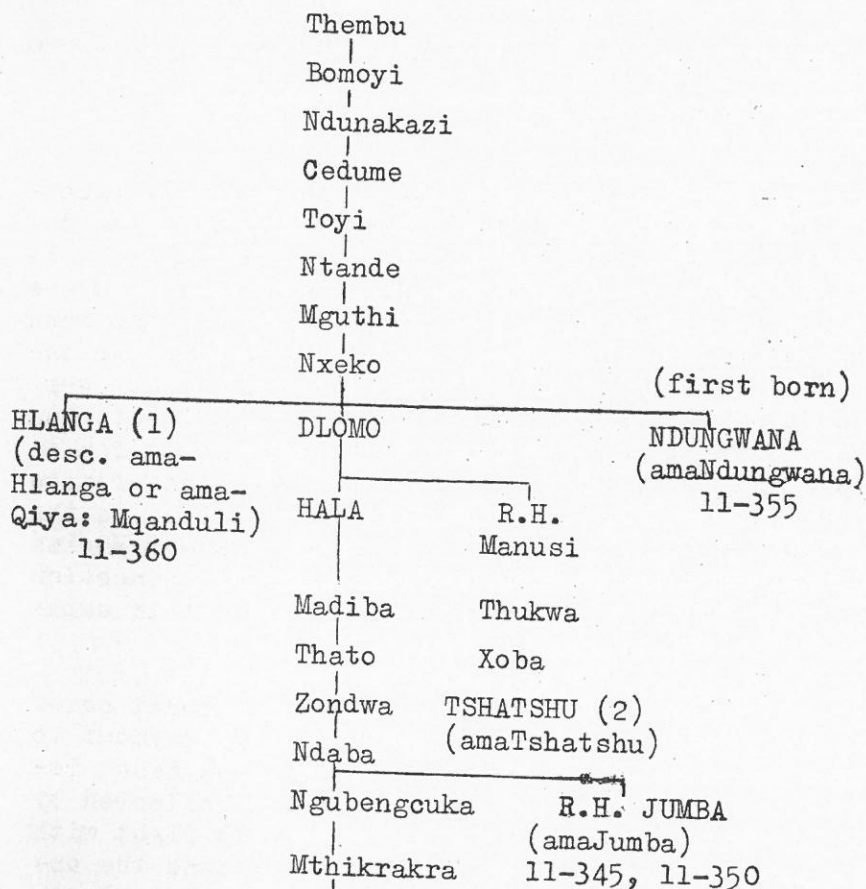 Thembu
Bomoyi
Ndunakazi
Cedume
Toyi
Ntande
Mguthi
Nxeko
HLANGA (1)
(desc. ama-
Hlanga or ama-
Qiya: Mqanduli)
11-360
DLOMO
(first born)
NDUNGWANA
(amaNdungwana)
11-355
HALA
R.H.
Manusi
Madiba
Thukwa
Thato
Xoba
Zondwa
TSHATSHU (2)
(amaTshatshu)
Ndaba
Ngubengcuka
R.H. JUMBA
(amaJumba)
11-345, 11-350
Mthikrakra